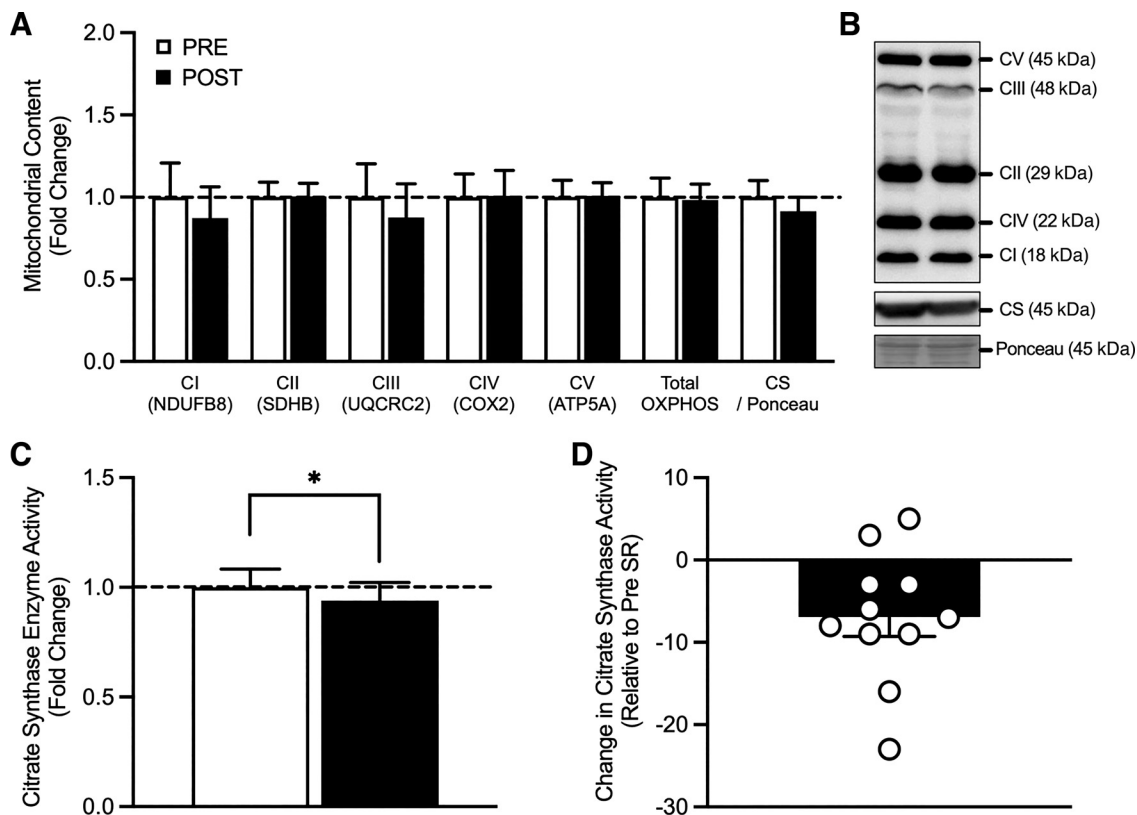 A
Mitochondrial Content
(Fold Change)
2.0
1.5
1.0
0.5
0.0
PRE
POST
CI
(NDUFB8)
CII
(SDHB)
CIII
(UQCRC2)
CIV
(COX2)
CV
(ATP5A)
Total
OXPHOS
CS
/ Ponceau
B
CV (45 kDa)
CIII (48 kDa)
CII (29 kDa)
CIV (22 kDa)
CI (18 kDa)
CS (45 kDa)
Ponceau (45 kDa)
C
Citrate Synthase Enzyme Activity
(Fold Change)
1.5
1.0
0.5
0.0
*
D
Change in Citrate Synthase Activity
(Relative to Pre SR)
10
0
-10
-20
-30